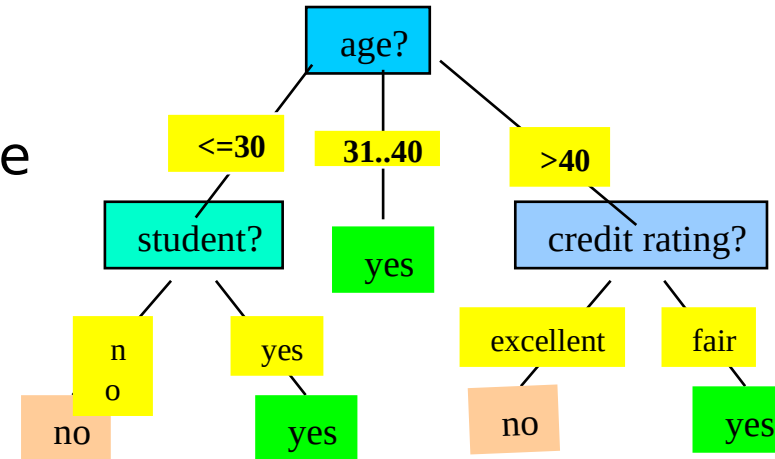 age?
e
<=30
31..40
>40
student?
yes
credit rating?
n
o
yes
excellent
fair
no
yes
no
yes